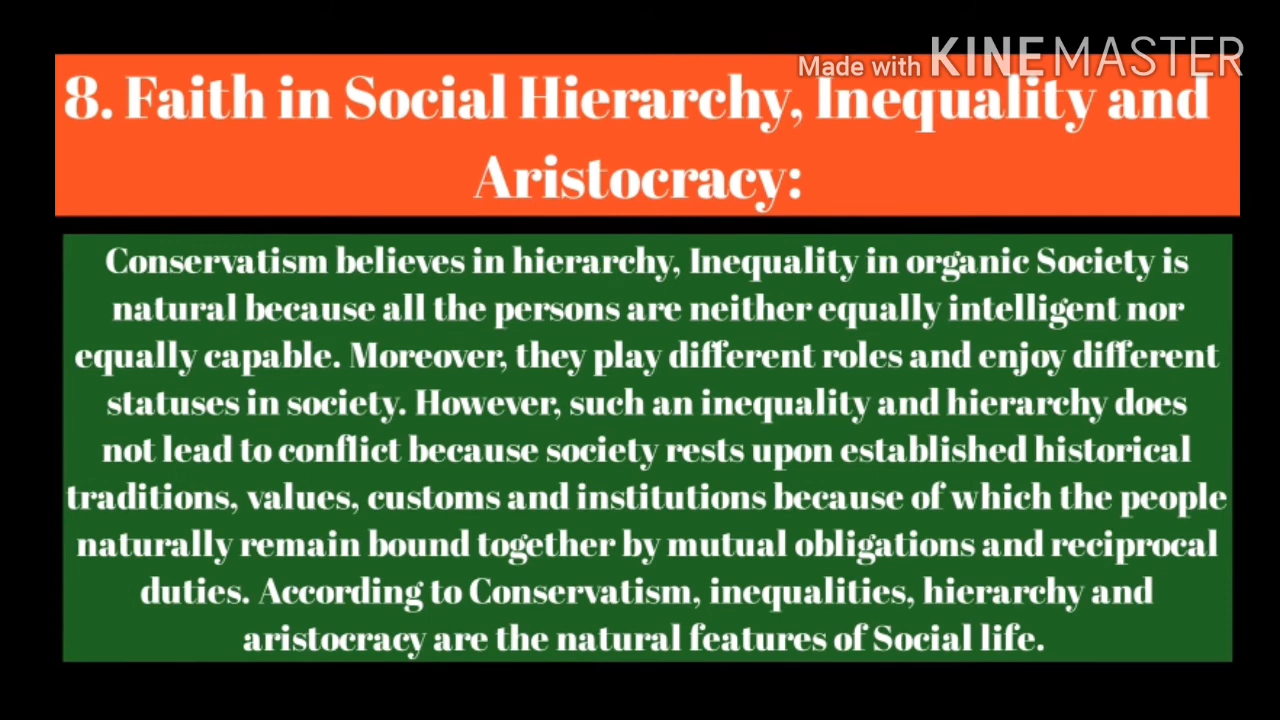 Made with KINEMASTER
8. Faith in Social Hierarchy, Inequality and
Aristocracy:
Conservatism believes in hierarchy, Inequality in organic Society is
natural because all the persons are neither equally intelligent nor
equally capable. Moreover, they play different roles and enjoy different
statuses in society. However, such an inequality and hierarchy does
not lead to conflict because society rests upon established historical
traditions, values, customs and institutions because of which the people
naturally remain bound together by mutual obligations and reciprocal
duties. According to Conservatism, inequalities, hierarchy and
aristocracy are the natural features of Social life.